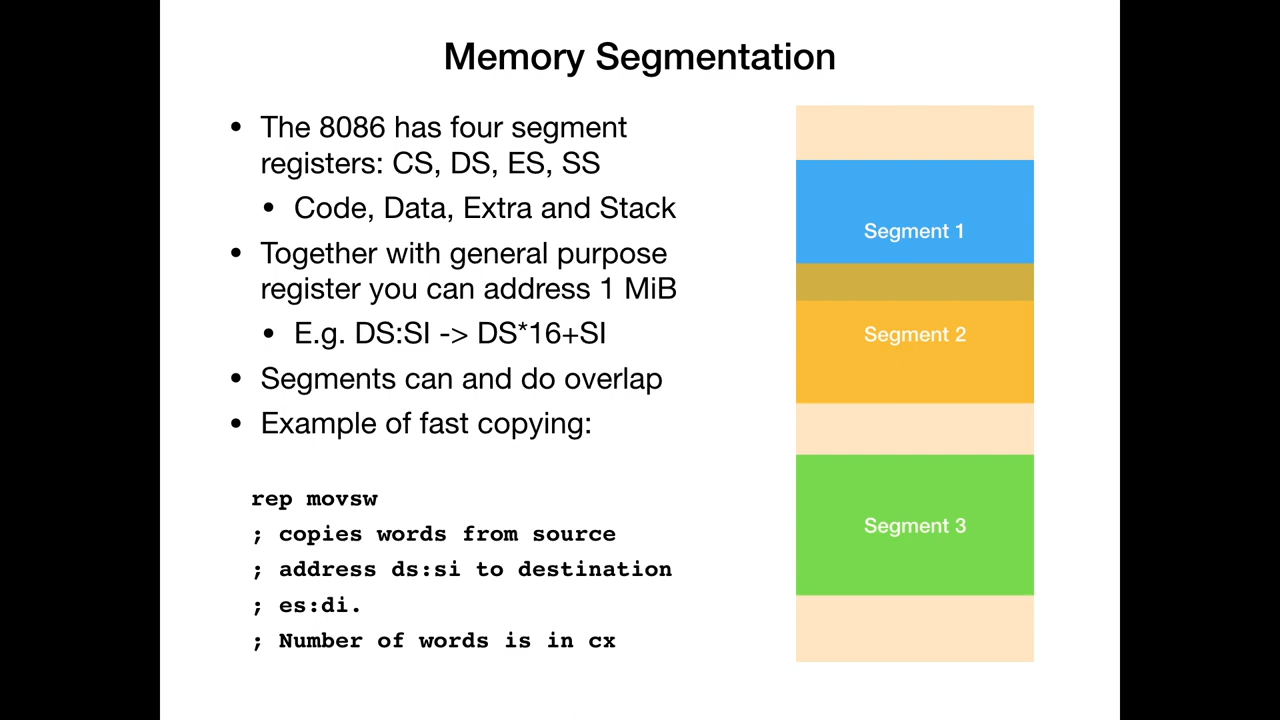 Memory Segmentation
• The 8086 has four segment
registers: CS, DS, ES, SS
• Code, Data, Extra and Stack
• Together with general purpose
register you can address 1 MiB
• E.g. DS:SI -> DS*16+SI
• Segments can and do overlap
• Example of fast copying:
rep movsw
; copies words from source
; address ds:si to destination
; es:di.
; Number of words is in cx
Segment 1
Segment 2
Segment 3